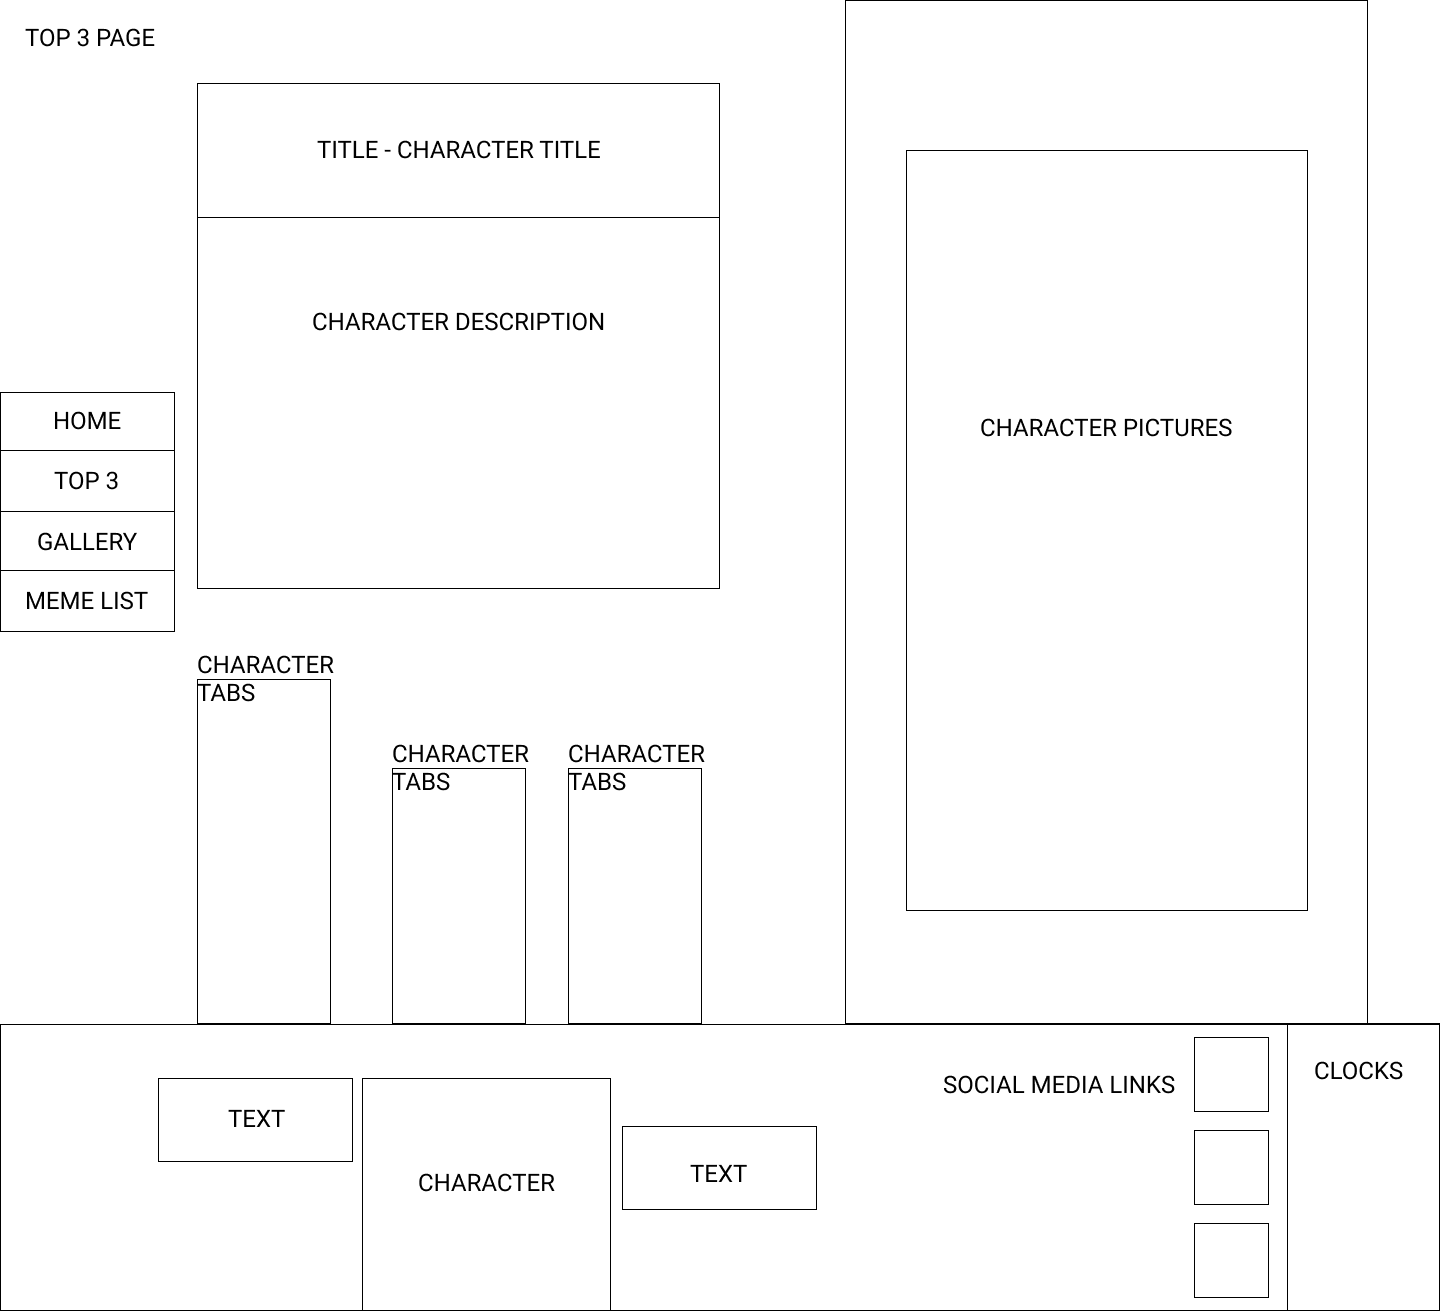 TOP 3 PAGE
TITLE - CHARACTER TITLE
CHARACTER DESCRIPTION
CHARACTER PICTURES
HOME
TOP 3
GALLERY
MEME LIST
CHARACTER
TABS
CHARACTER
TABS
CHARACTER
TABS
TEXT
CHARACTER
TEXT
SOCIAL MEDIA LINKS
CLOCKS